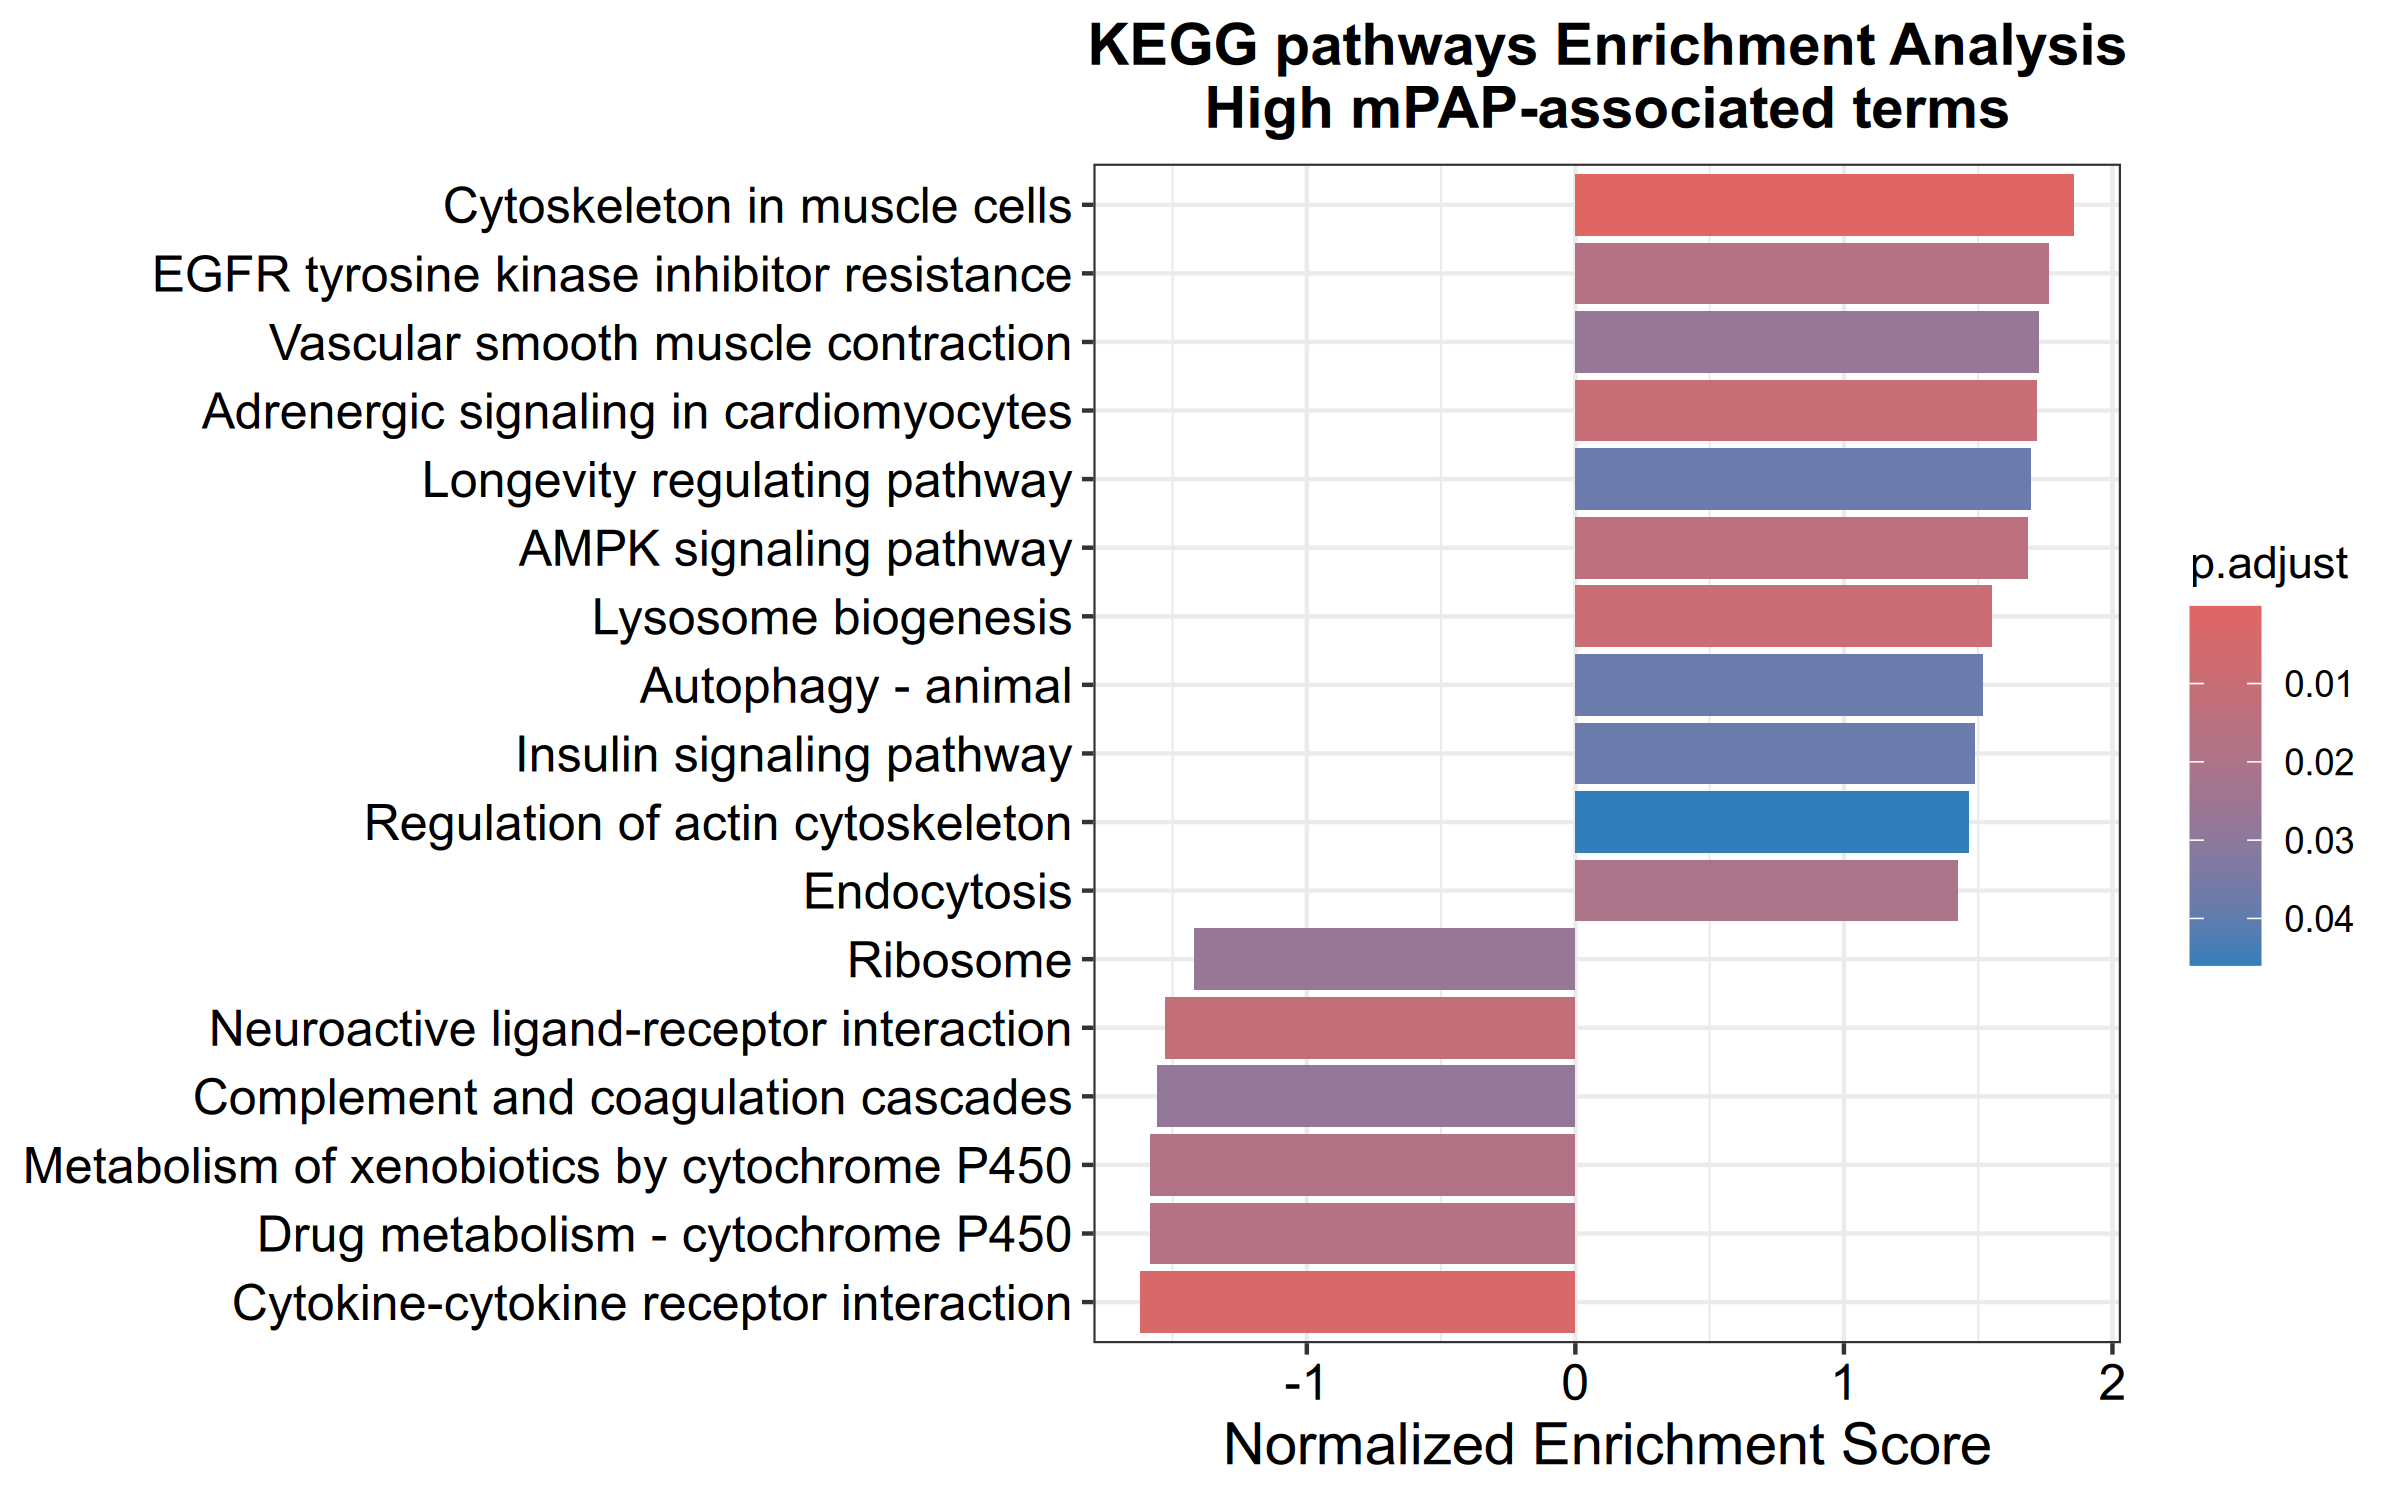 KEGG pathways Enrichment Analysis
High mPAP-associated terms
Cytoskeleton in muscle cells
EGFR tyrosine kinase inhibitor resistance
Vascular smooth muscle contraction
Adrenergic signaling in cardiomyocytes
Longevity regulating pathway
AMPK signaling pathway
Lysosome biogenesis
Autophagy - animal
Insulin signaling pathway
Regulation of actin cytoskeleton
Endocytosis
Ribosome
Neuroactive ligand-receptor interaction
Complement and coagulation cascades
Metabolism of xenobiotics by cytochrome P450
Drug metabolism - cytochrome P450
Cytokine-cytokine receptor interaction
-1 0 1 2
Normalized Enrichment Score
p.adjust
0.01
0.02
0.03
0.04